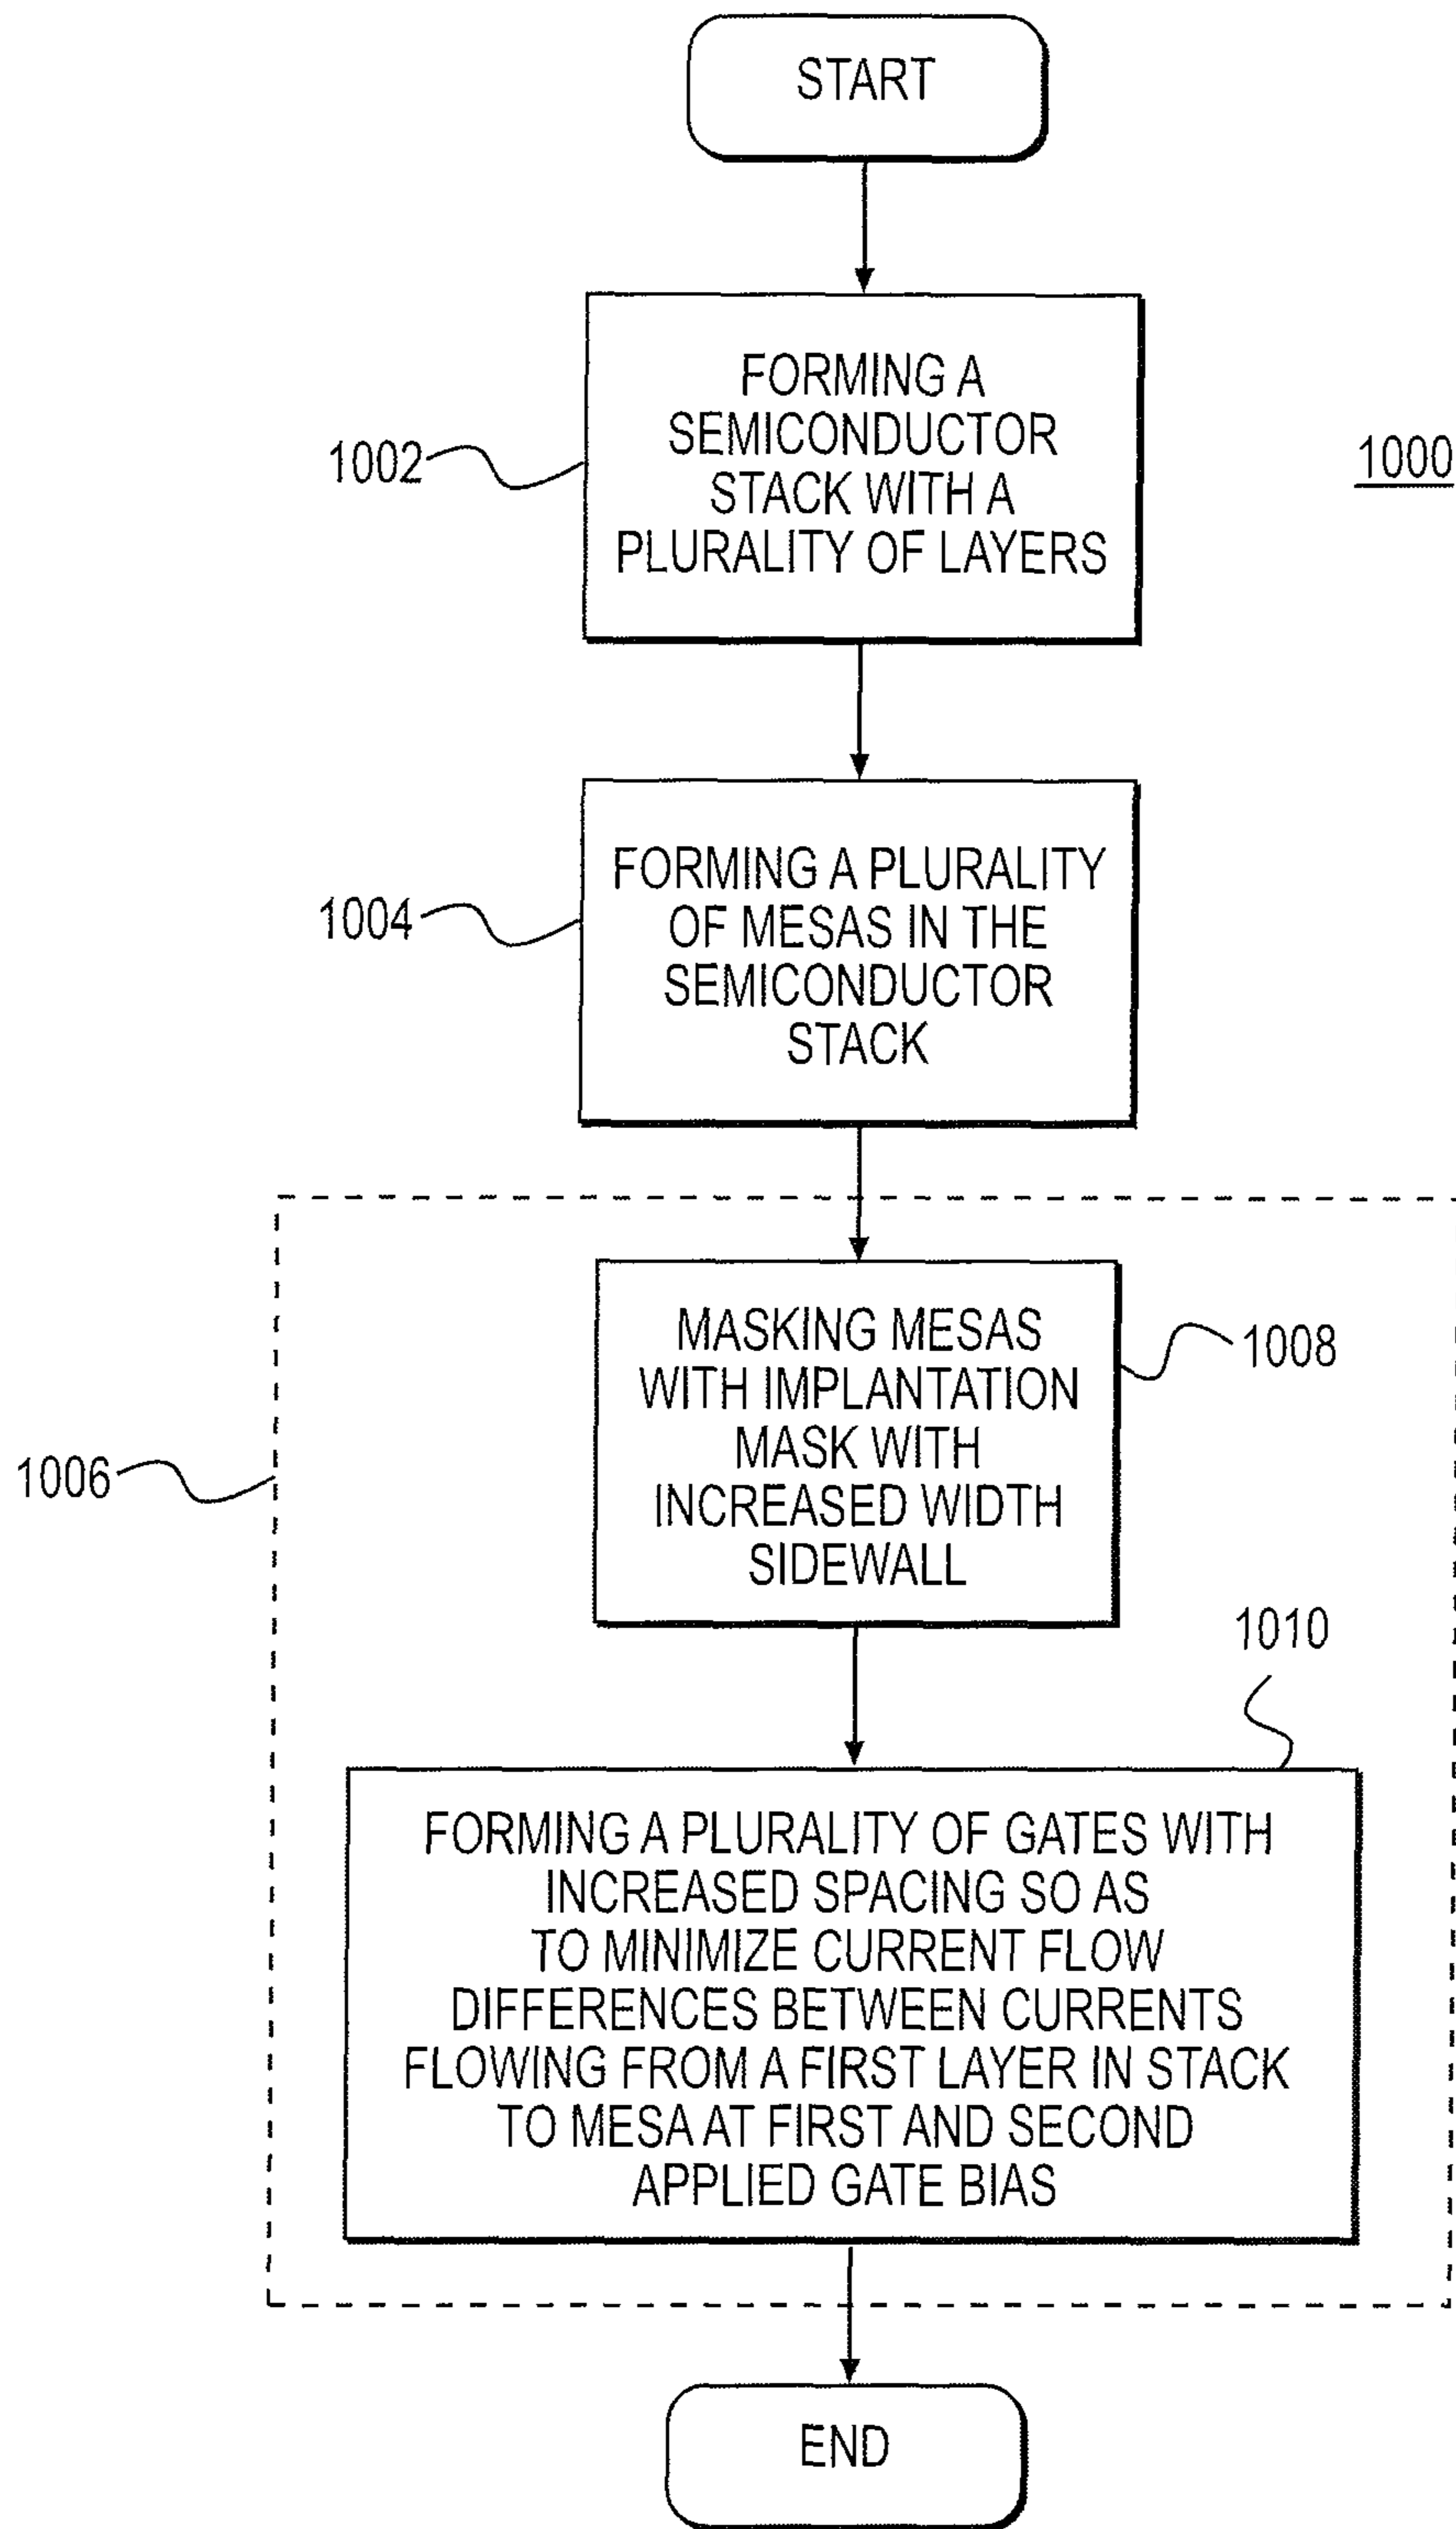 START
FORMING A
SEMICONDUCTOR
STACK WITH A
PLURALITY OF LAYERS
1002
1000
FORMING A PLURALITY
OF MESAS IN THE
SEMICONDUCTOR
STACK
1004
MASKING MESAS
WITH IMPLANTATION
MASK WITH
INCREASED WIDTH
SIDEWALL
1008
1006
1010
FORMING A PLURALITY OF GATES WITH
INCREASED SPACING SO AS
TO MINIMIZE CURRENT FLOW
DIFFERENCES BETWEEN CURRENTS
FLOWING FROM A FIRST LAYER IN STACK
TO MESA AT FIRST AND SECOND
APPLIED GATE BIAS
END